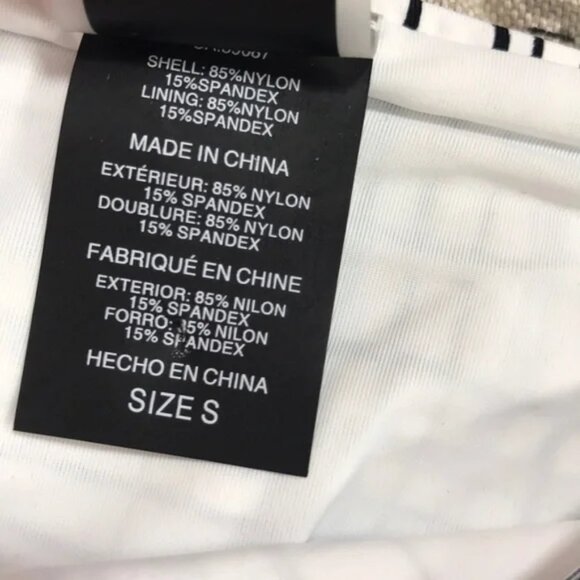 SHELL: 85%NYLON
15%SPANDEX
LINING: 85%NYLON
15%SPANDEX
MADE IN CHINA
EXTÉRIEUR: 85% NYLON
15% SPANDEX
DOUBLURE: 85% NYLON
15% SPANDEX
FABRIQUÉ EN CHINE
EXTERIOR: 85% NILON
15% SPANDEX
FORRO: 85% NILON
15% SPANDEX
HECHO EN CHINA
SIZE S